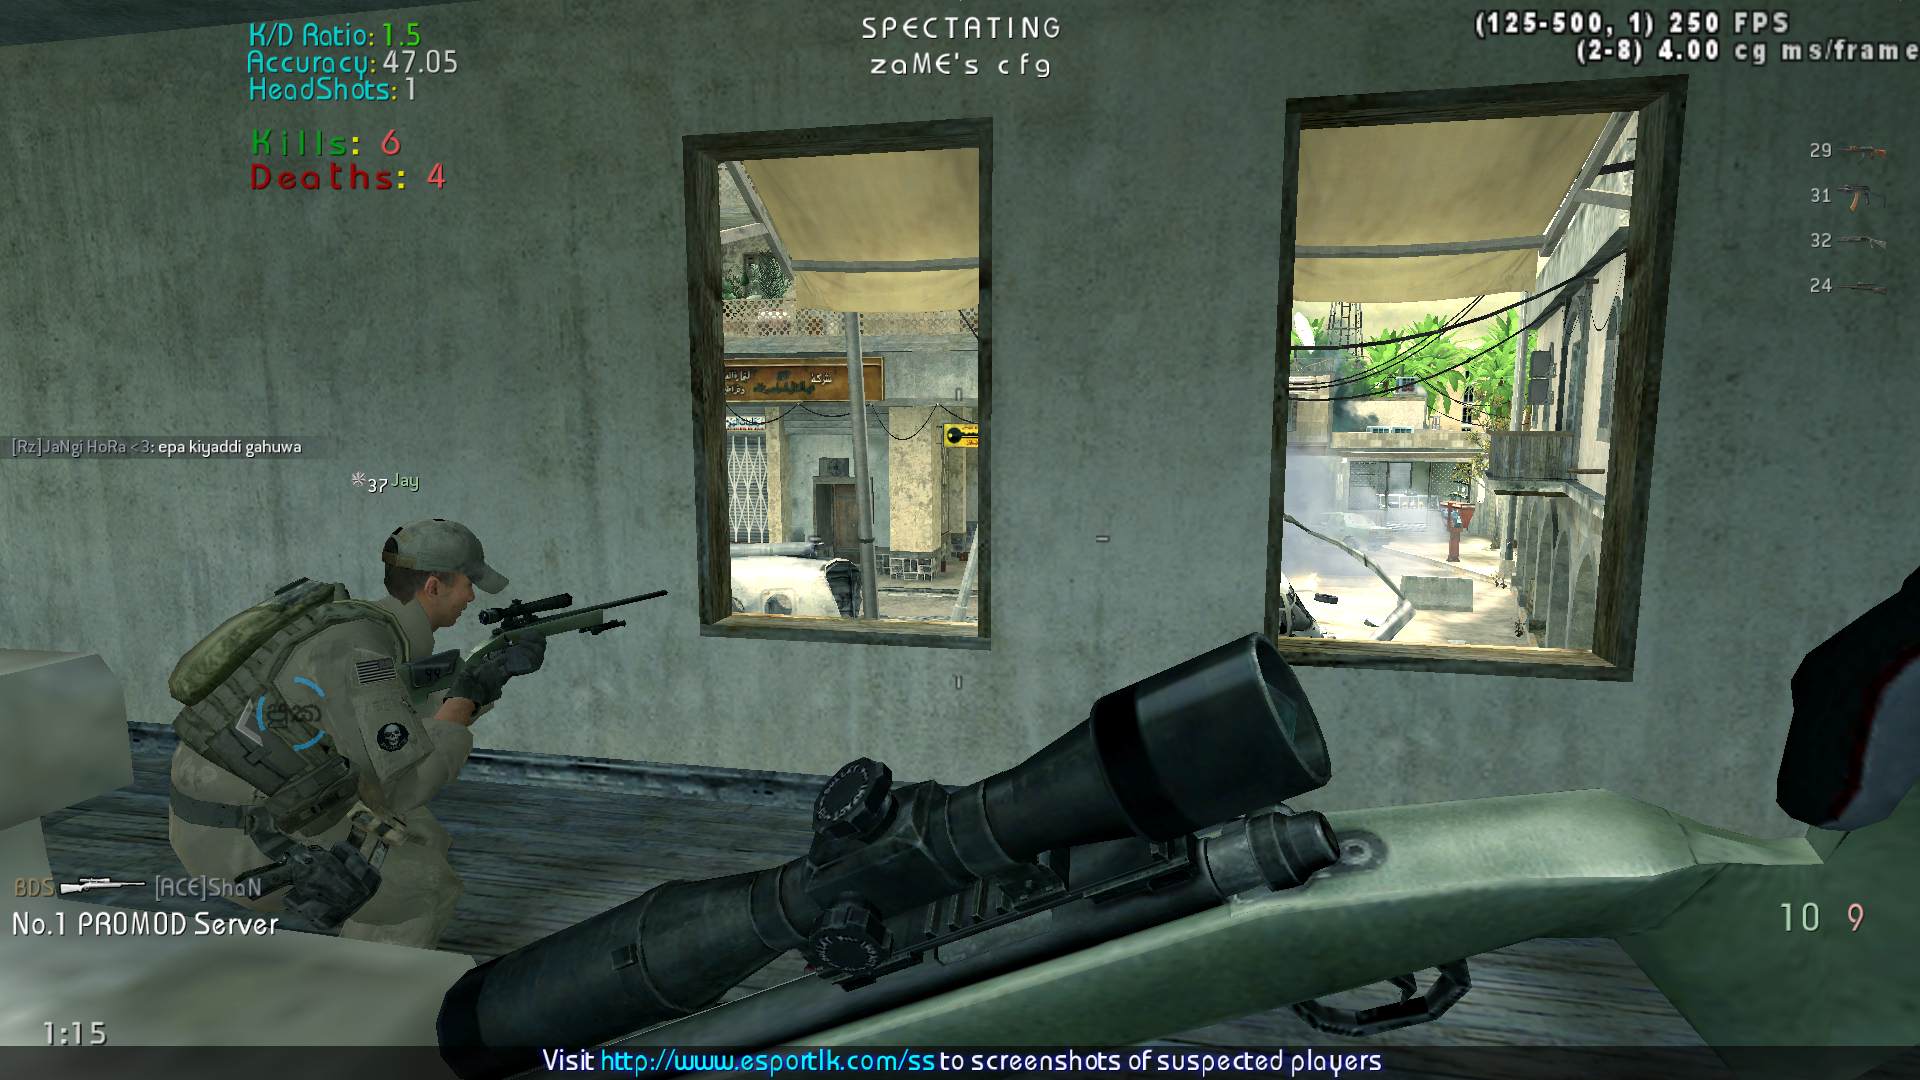 K/D Ratio: 1.5
Accuracy: 47.05
HeadShots: 1
Kills: 6
Deaths: 4
SPECTATING
zaME's cfg
(125-500, 1) 250 FPS
(2-8) 4.00 cg ms/frame
29
31
32
24
شركة
[Rz]JaNgi HoRa <3: epa kiyaddi gahuwa
37 Jay
BDS [ACE]ShaN
No.1 PROMOD Server
10 9
1:15
Visit http://www.esportlk.com/ss to screenshots of suspected players